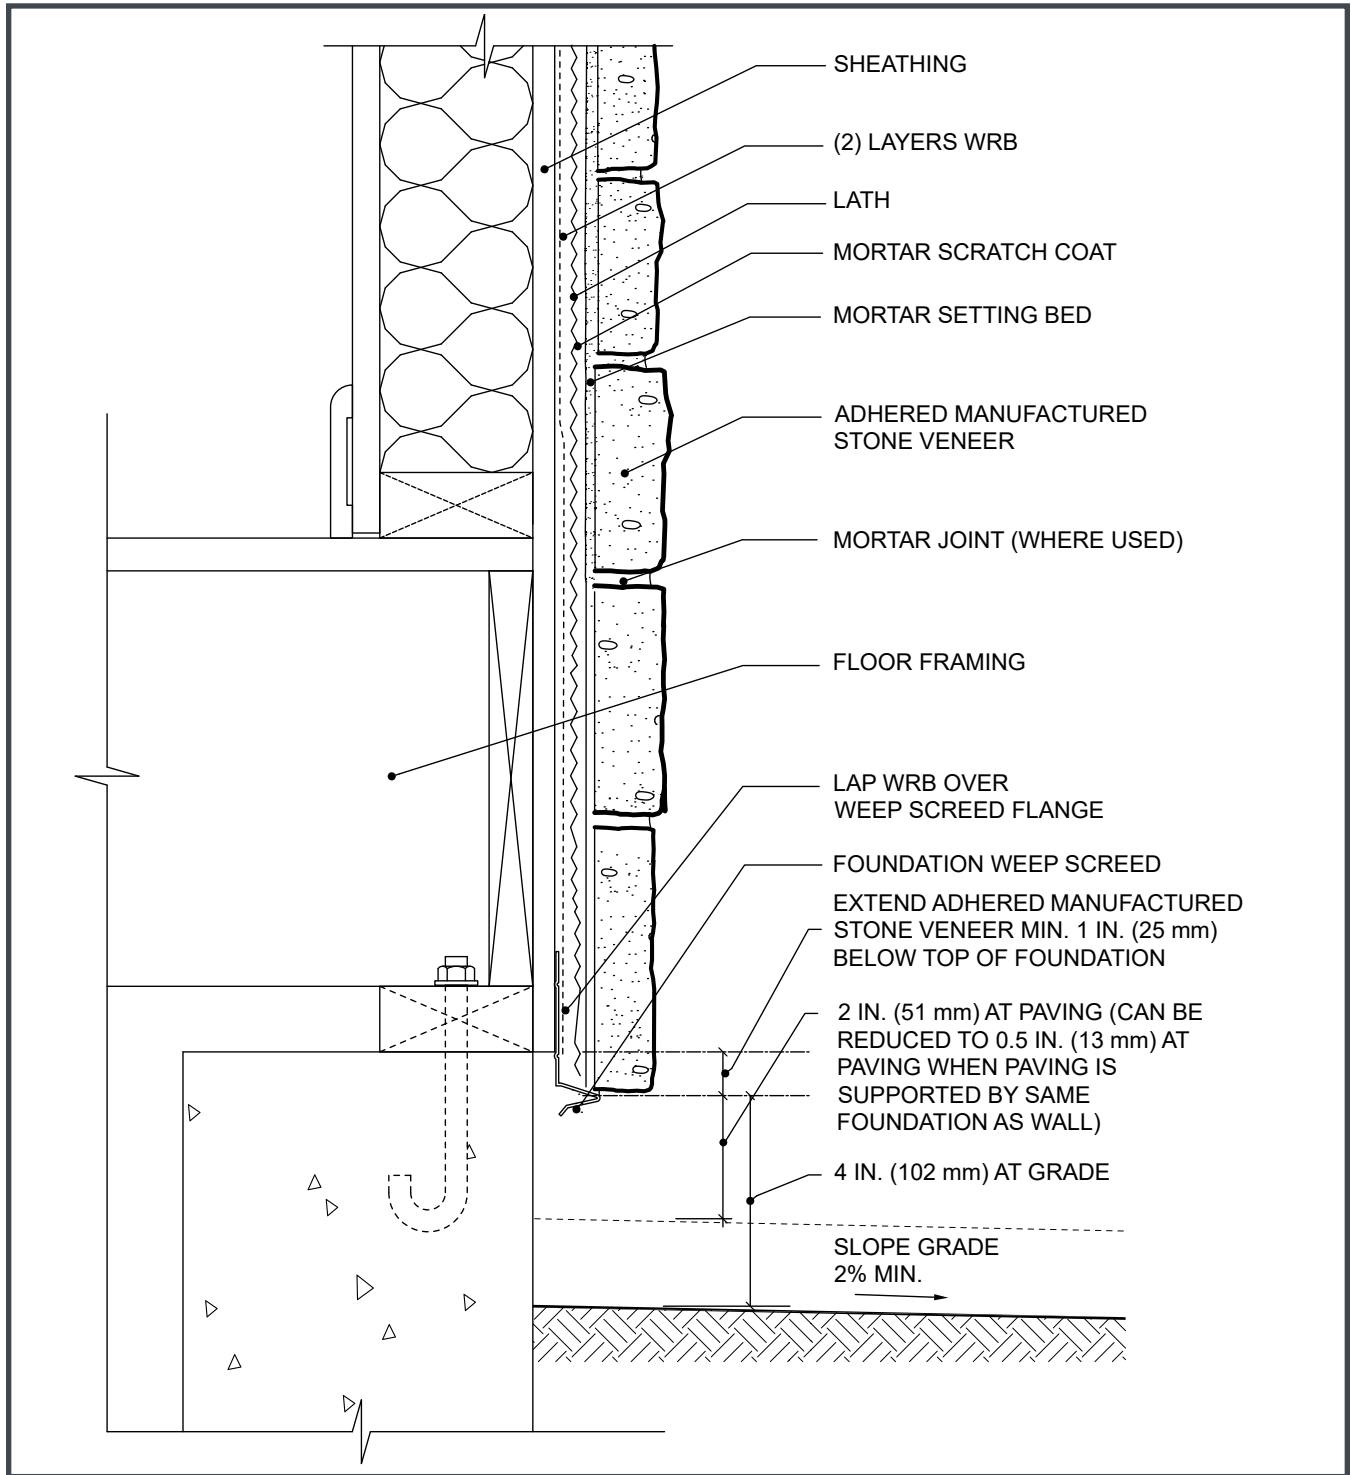 SHEATHING
(2) LAYERS WRB
LATH
MORTAR SCRATCH COAT
MORTAR SETTING BED
ADHERED MANUFACTURED
STONE VENEER
MORTAR JOINT (WHERE USED)
FLOOR FRAMING
LAP WRB OVER
WEEP SCREED FLANGE
FOUNDATION WEEP SCREED
EXTEND ADHERED MANUFACTURED
STONE VENEER MIN. 1 IN. (25 mm)
BELOW TOP OF FOUNDATION
2 IN. (51 mm) AT PAVING (CAN BE
REDUCED TO 0.5 IN. (13 mm) AT
PAVING WHEN PAVING IS
SUPPORTED BY SAME
FOUNDATION AS WALL)
4 IN. (102 mm) AT GRADE
SLOPE GRADE
2% MIN.